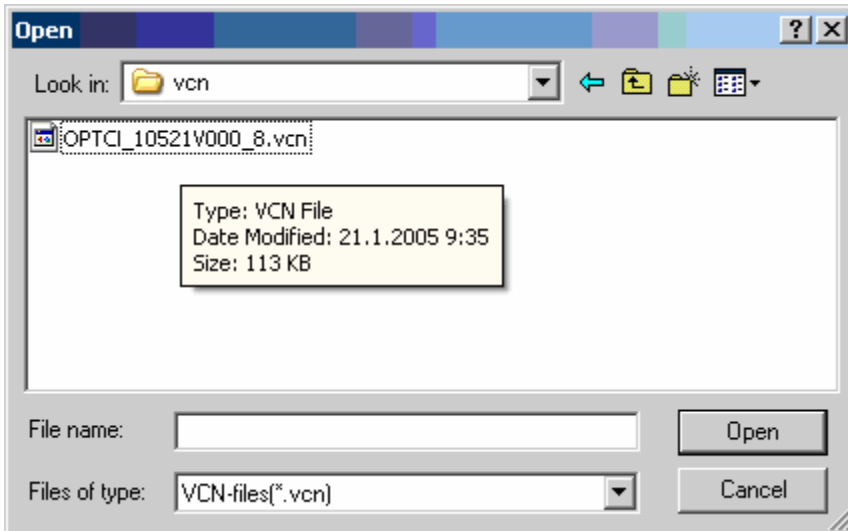 Open
Look in: vcn
OPTCI_10521V000_8.vcn
Type: VCN File
Date Modified: 21.1.2005 9:35
Size: 113 KB
File name:
Open
Files of type: VCN-files(*.vcn)
Cancel